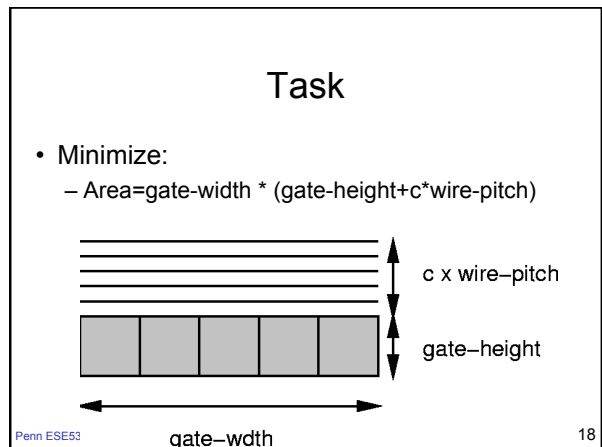 Task
• Minimize:
– Area=gate-width * (gate-height+c*wire-pitch)
c x wire-pitch
gate-height
gate-wdth
Penn ESE53
18